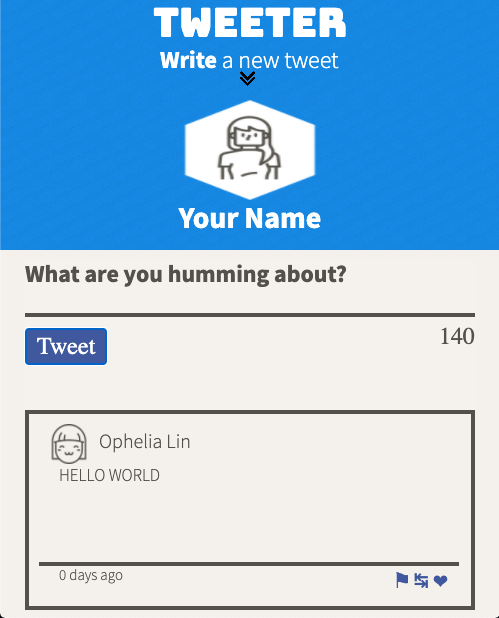 TWEETER
Write a new tweet
Your Name
What are you humming about?
Tweet
140
Ophelia Lin
HELLO WORLD
0 days ago